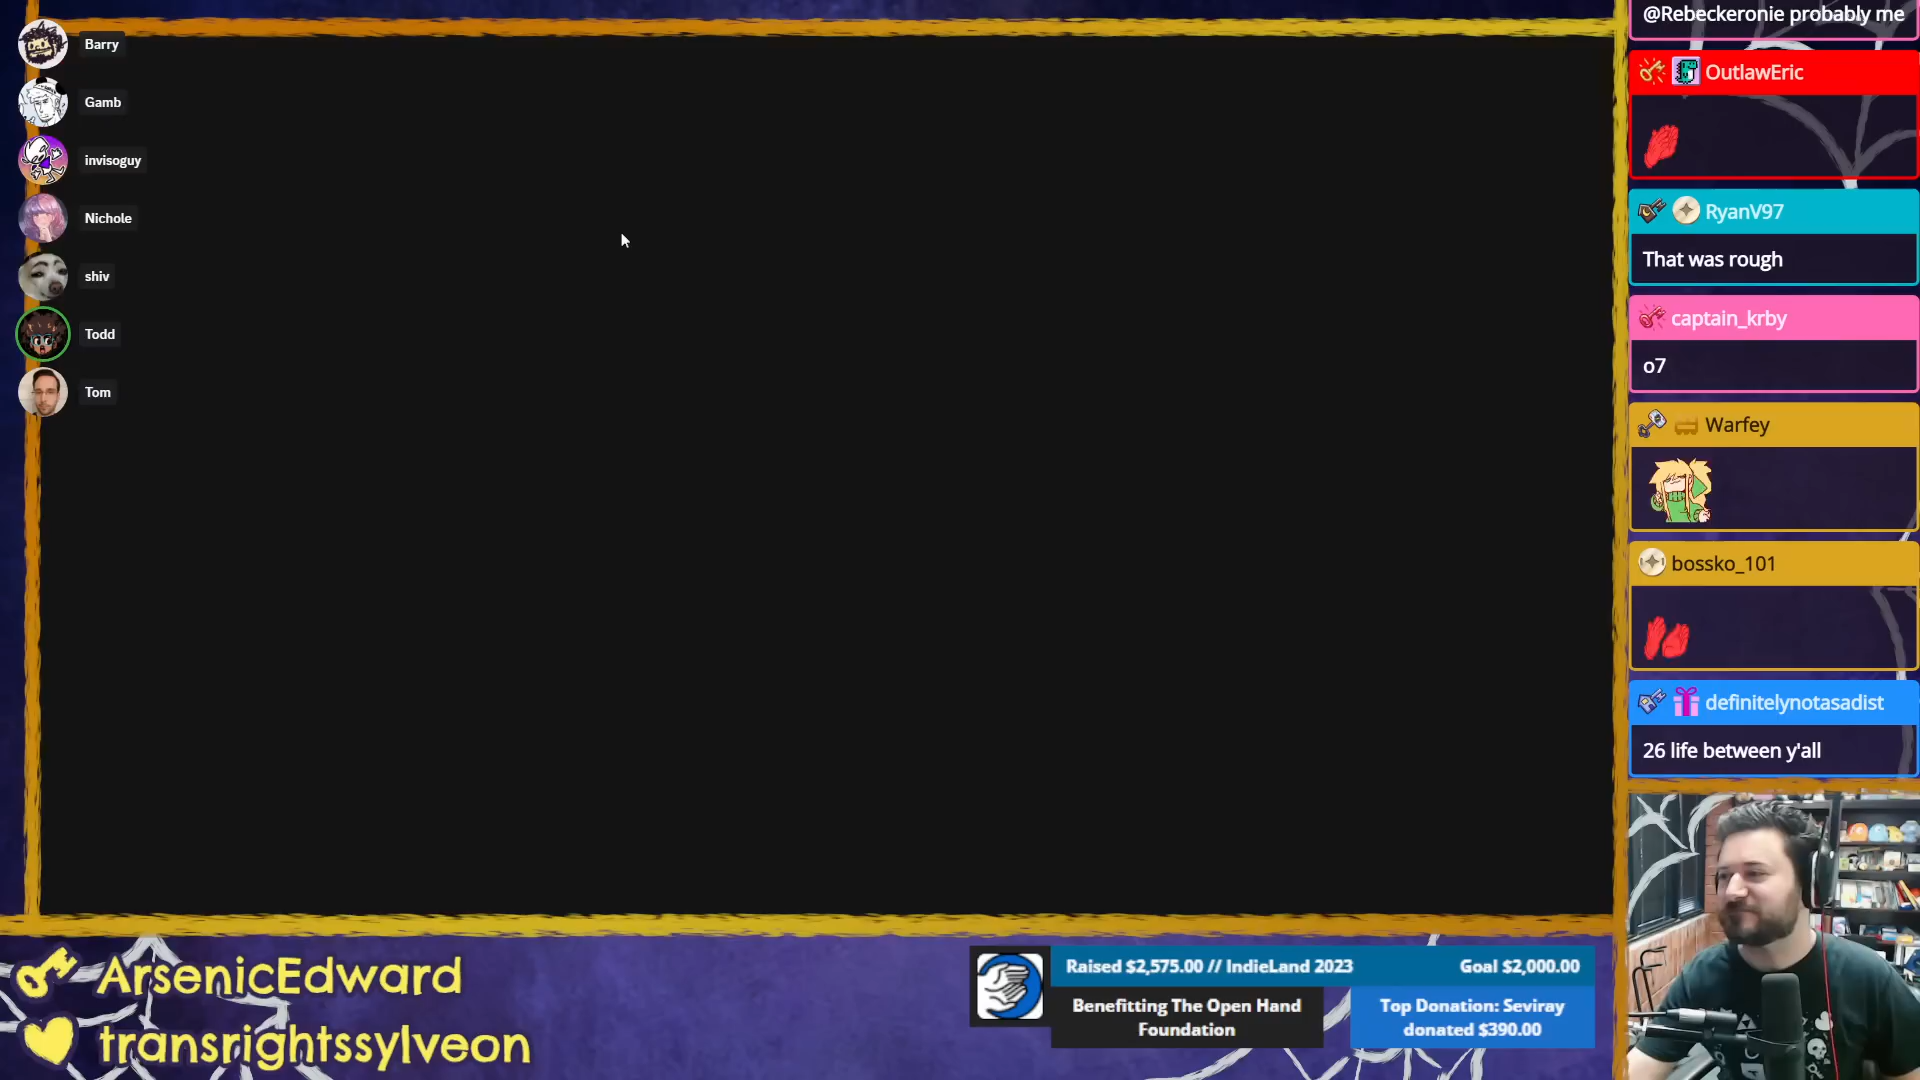 Barry
Gamb
invisoguy
Nichole
shiv
Todd
Tom
@Rebeckeronie probably me
OutlawEric
RyanV97
That was rough
captain_krby
o7
Warfey
bossko_101
definitelynotasadist
26 life between y'all
ArsenicEdward
transrightssylveon
Raised $2,575.00 // IndieLand 2023
Goal $2,000.00
Benefitting The Open Hand
Foundation
Top Donation: Seviray
donated $390.00